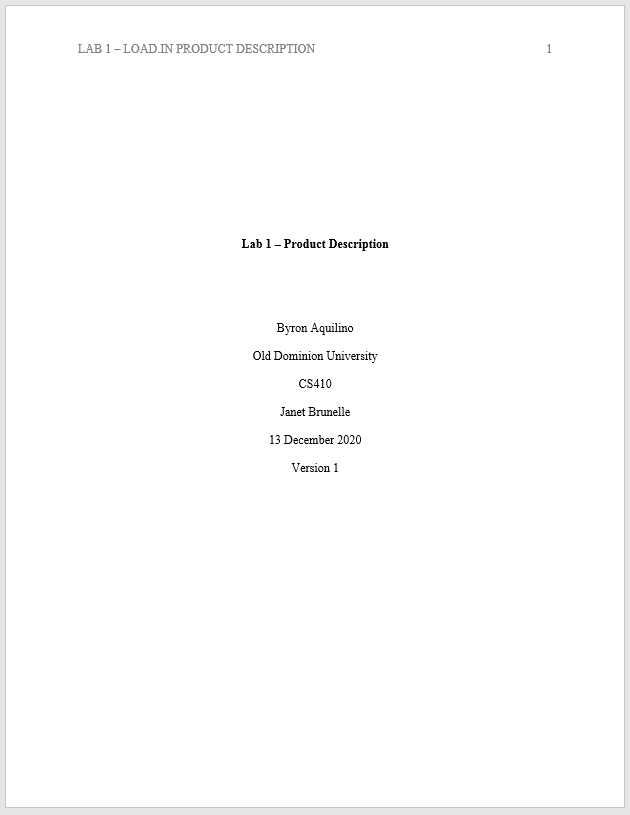 LAB 1 – LOAD.IN PRODUCT DESCRIPTION 1
Lab 1 – Product Description
Byron Aquilino
Old Dominion University
CS410
Janet Brunelle
13 December 2020
Version 1